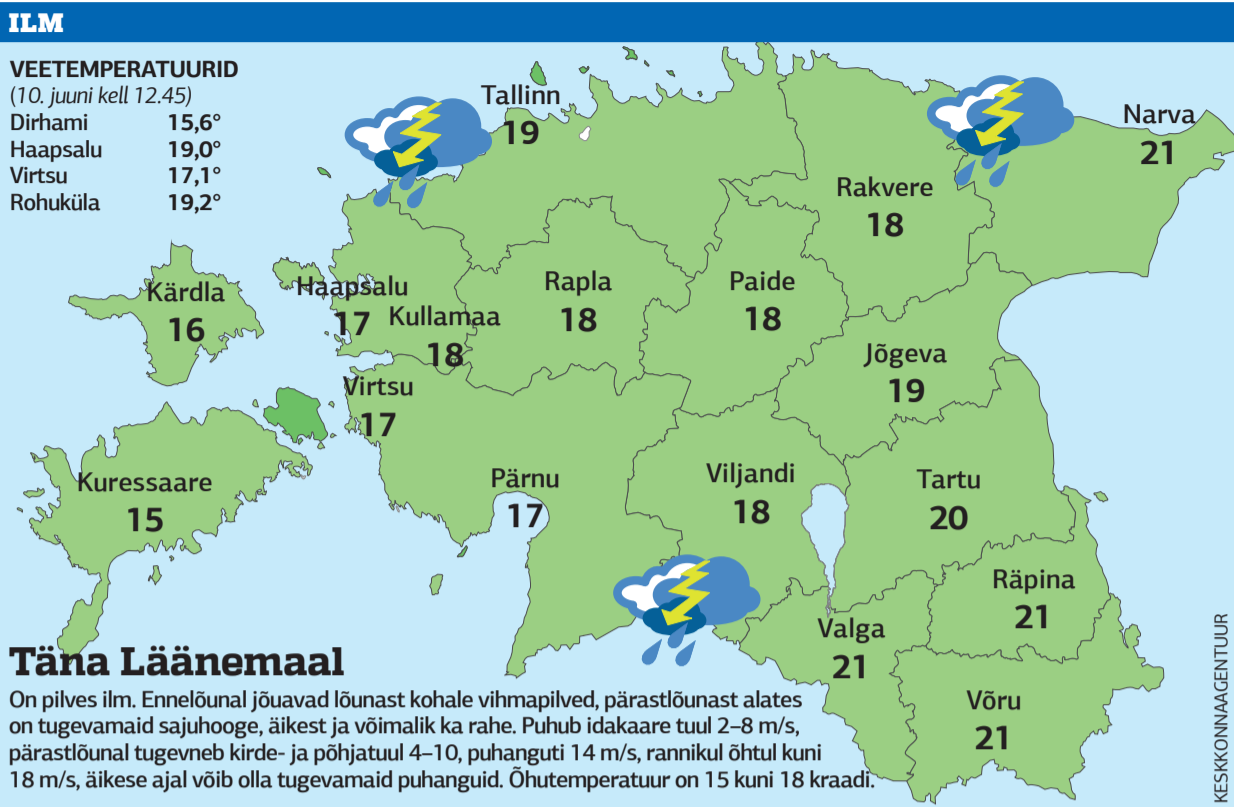 ILM
VEETEMPERATUURID
(10. juuni kell 12.45)
Dirhami 15,6°
Haapsalu 19,0°
Virtsu 17,1°
Rohuküla 19,2°
Tallinn
19
Narva
21
Rakvere
18
Kärdla
16
Haapsalu
17
Kullamaa
18
Rapla
18
Paide
18
Jõgeva
19
Virtsu
17
Kuressaare
15
Pärnu
17
Viljandi
18
Tartu
20
Räpina
21
Valga
21
Võru
21
Täna Läänemaal
On pilves ilm. Ennelõunal jõuavad lõunast kohale vihmapilved, pärastlõunast alates
on tugevamaid sajuhooge, äikest ja võimalik ka rahe. Puhub idakaare tuul 2–8 m/s,
pärastlõunal tugevneb kirde- ja põhjatuul 4–10, puhanguti 14 m/s, rannikul õhtul kuni
18 m/s, äikese ajal võib olla tugevamaid puhanguid. Õhutemperatuur on 15 kuni 18 kraadi.
KESKKONNAAGENTUUR